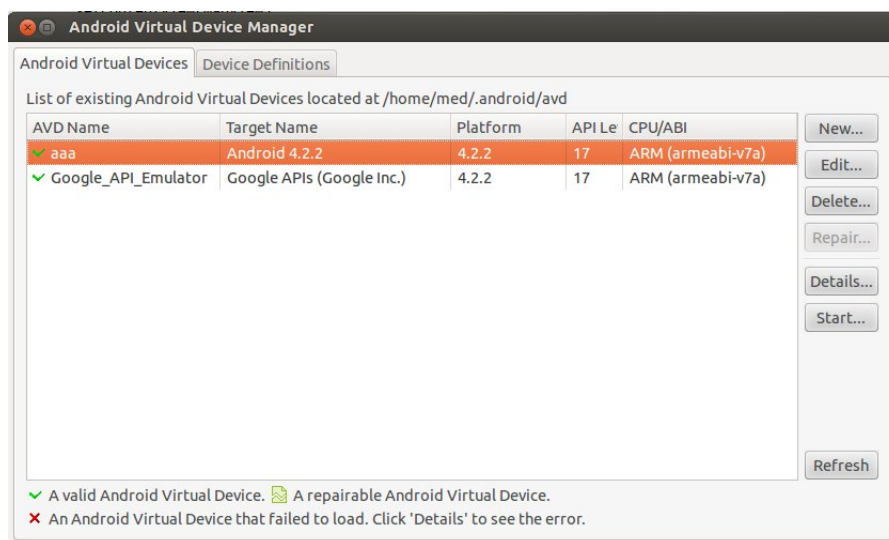 Android Virtual Device Manager
Android Virtual Devices Device Definitions
List of existing Android Virtual Devices located at /home/med/.android/avd
AVD Name Target Name Platform API Le CPU/ABI
aaa Android 4.2.2 4.2.2 17 ARM (armeabi-v7a)
Google_API_Emulator Google APIs (Google Inc.) 4.2.2 17 ARM (armeabi-v7a)
New...
Edit...
Delete...
Repair...
Details...
Start...
Refresh
A valid Android Virtual Device. A repairable Android Virtual Device.
An Android Virtual Device that failed to load. Click 'Details' to see the error.